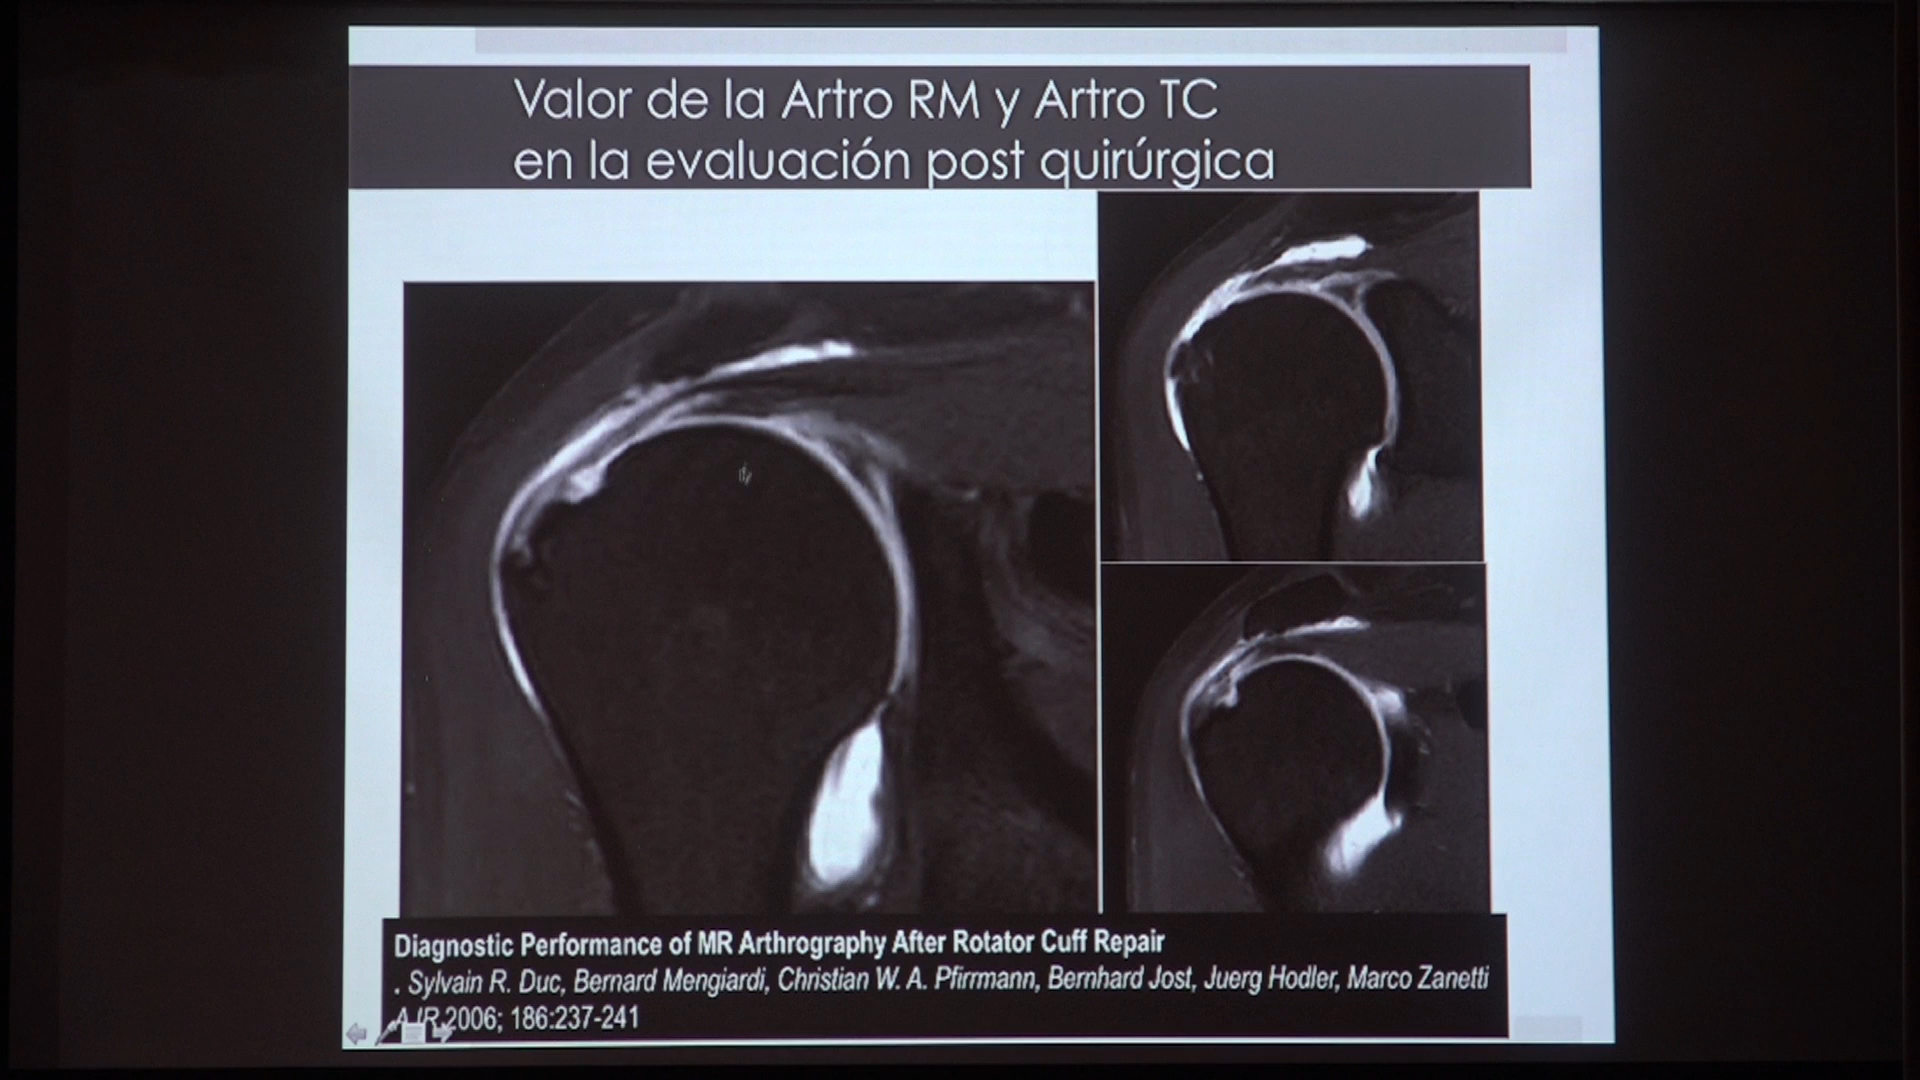 Valor de la Artro RM y Artro TC
en la evaluación post quirúrgica
Diagnostic Performance of MR Arthrography After Rotator Cuff Repair
. Sylvain R. Duc, Bernard Mengiardi, Christian W. A. Pfirrmann, Bernhard Jost, Juerg Hodler, Marco Zanetti
AJR 2006; 186:237-241